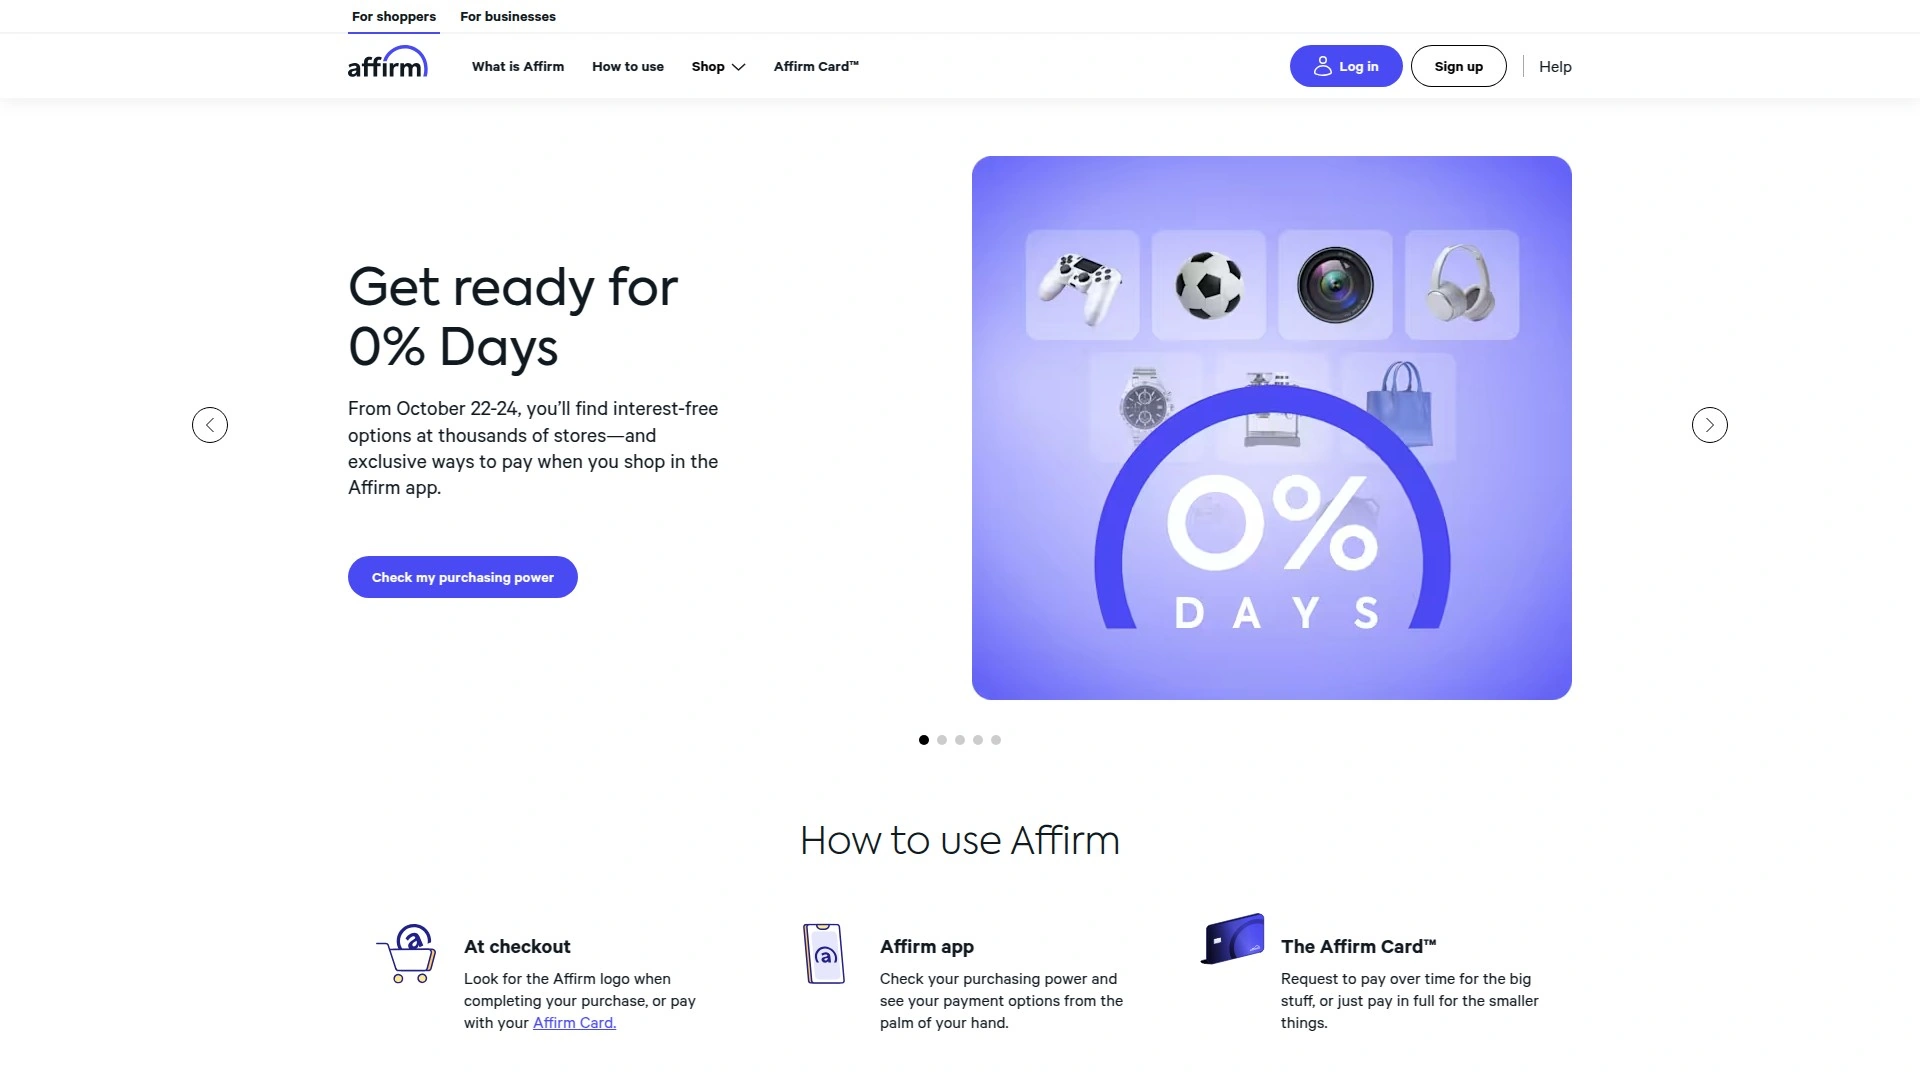 For shoppers
For businesses
affirm
What is Affirm
How to use
Shop
Affirm Card™
Log in
Sign up
Help
Get ready for
0% Days
From October 22-24, you’ll find interest-free
options at thousands of stores—and
exclusive ways to pay when you shop in the
Affirm app.
Check my purchasing power
0%
DAYS
How to use Affirm
At checkout
Look for the Affirm logo when
completing your purchase, or pay
with your Affirm Card.
Affirm app
Check your purchasing power and
see your payment options from the
palm of your hand.
The Affirm Card™
Request to pay over time for the big
stuff, or just pay in full for the smaller
things.